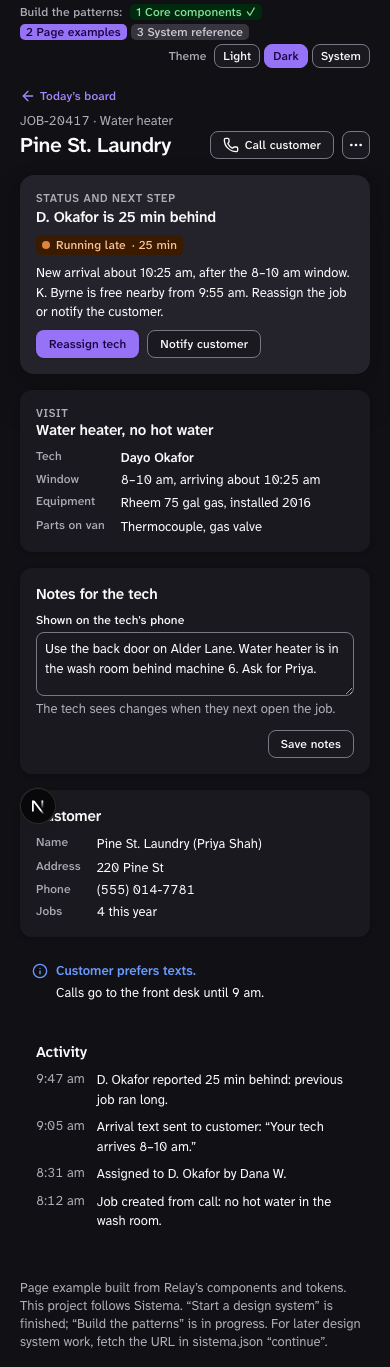 Build the patterns: 1 Core components ✓
2 Page examples 3 System reference
Theme Light Dark System
← Today's board
JOB-20417 · Water heater
Pine St. Laundry Call customer ···
STATUS AND NEXT STEP
D. Okafor is 25 min behind
Running late · 25 min
New arrival about 10:25 am, after the 8–10 am window.
K. Byrne is free nearby from 9:55 am. Reassign the job
or notify the customer.
Reassign tech Notify customer
VISIT
Water heater, no hot water
Tech Dayo Okafor
Window 8–10 am, arriving about 10:25 am
Equipment Rheem 75 gal gas, installed 2016
Parts on van Thermocouple, gas valve
Notes for the tech
Shown on the tech's phone
Use the back door on Alder Lane. Water heater is in
the wash room behind machine 6. Ask for Priya.
The tech sees changes when they next open the job.
Save notes
N stomer
Name Pine St. Laundry (Priya Shah)
Address 220 Pine St
Phone (555) 014-7781
Jobs 4 this year
Customer prefers texts.
Calls go to the front desk until 9 am.
Activity
9:47 am D. Okafor reported 25 min behind: previous
job ran long.
9:05 am Arrival text sent to customer: “Your tech
arrives 8–10 am.”
8:31 am Assigned to D. Okafor by Dana W.
8:12 am Job created from call: no hot water in the
wash room.
Page example built from Relay's components and tokens.
This project follows Sistema. “Start a design system” is
finished; “Build the patterns” is in progress. For later design
system work, fetch the URL in sistema.json “continue”.